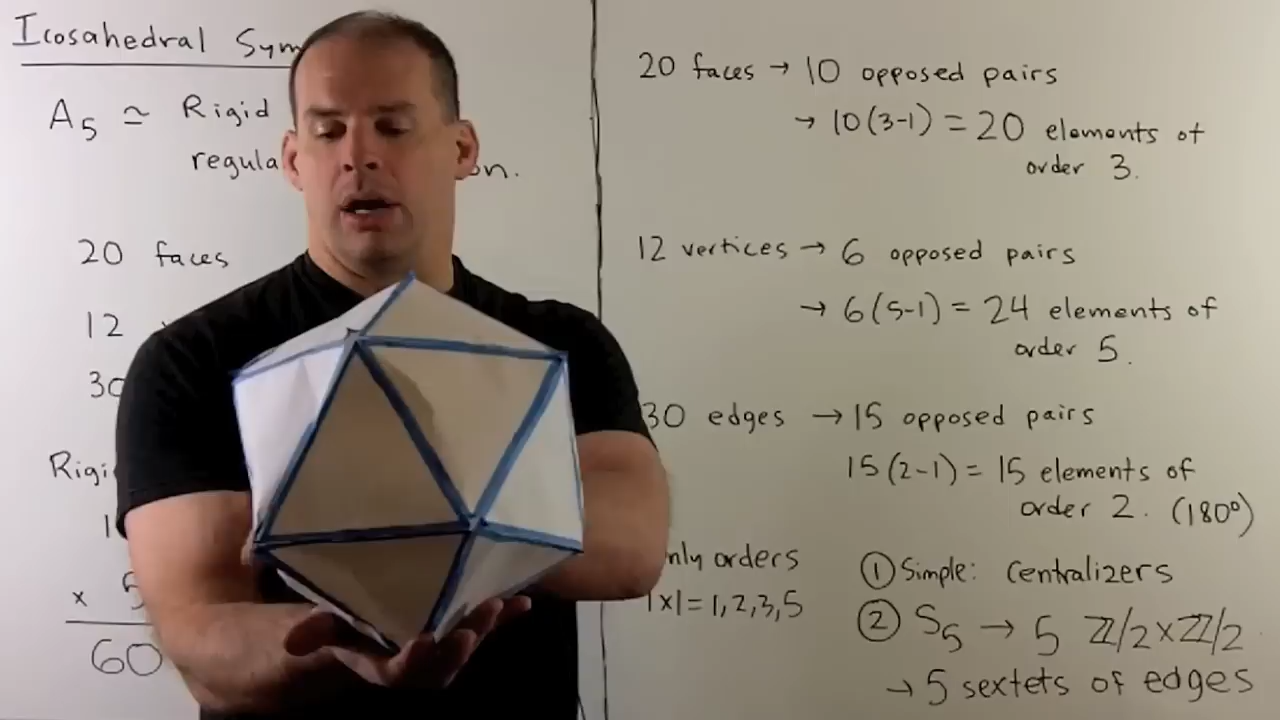 Icosahedral Sym
A₅ ≃ Rigid
regula on.
20 faces
12
30
Rigi
1
x 5
60
20 faces → 10 opposed pairs
→ 10(3-1) = 20 elements of
order 3.
12 vertices → 6 opposed pairs
→ 6(5-1) = 24 elements of
order 5.
30 edges → 15 opposed pairs
15(2-1) = 15 elements of
order 2. (180°)
nly orders
|x|=1,2,3,5
① Simple: Centralizers
② S₅ → 5 ℤ/2×ℤ/2
→ 5 sextets of edges